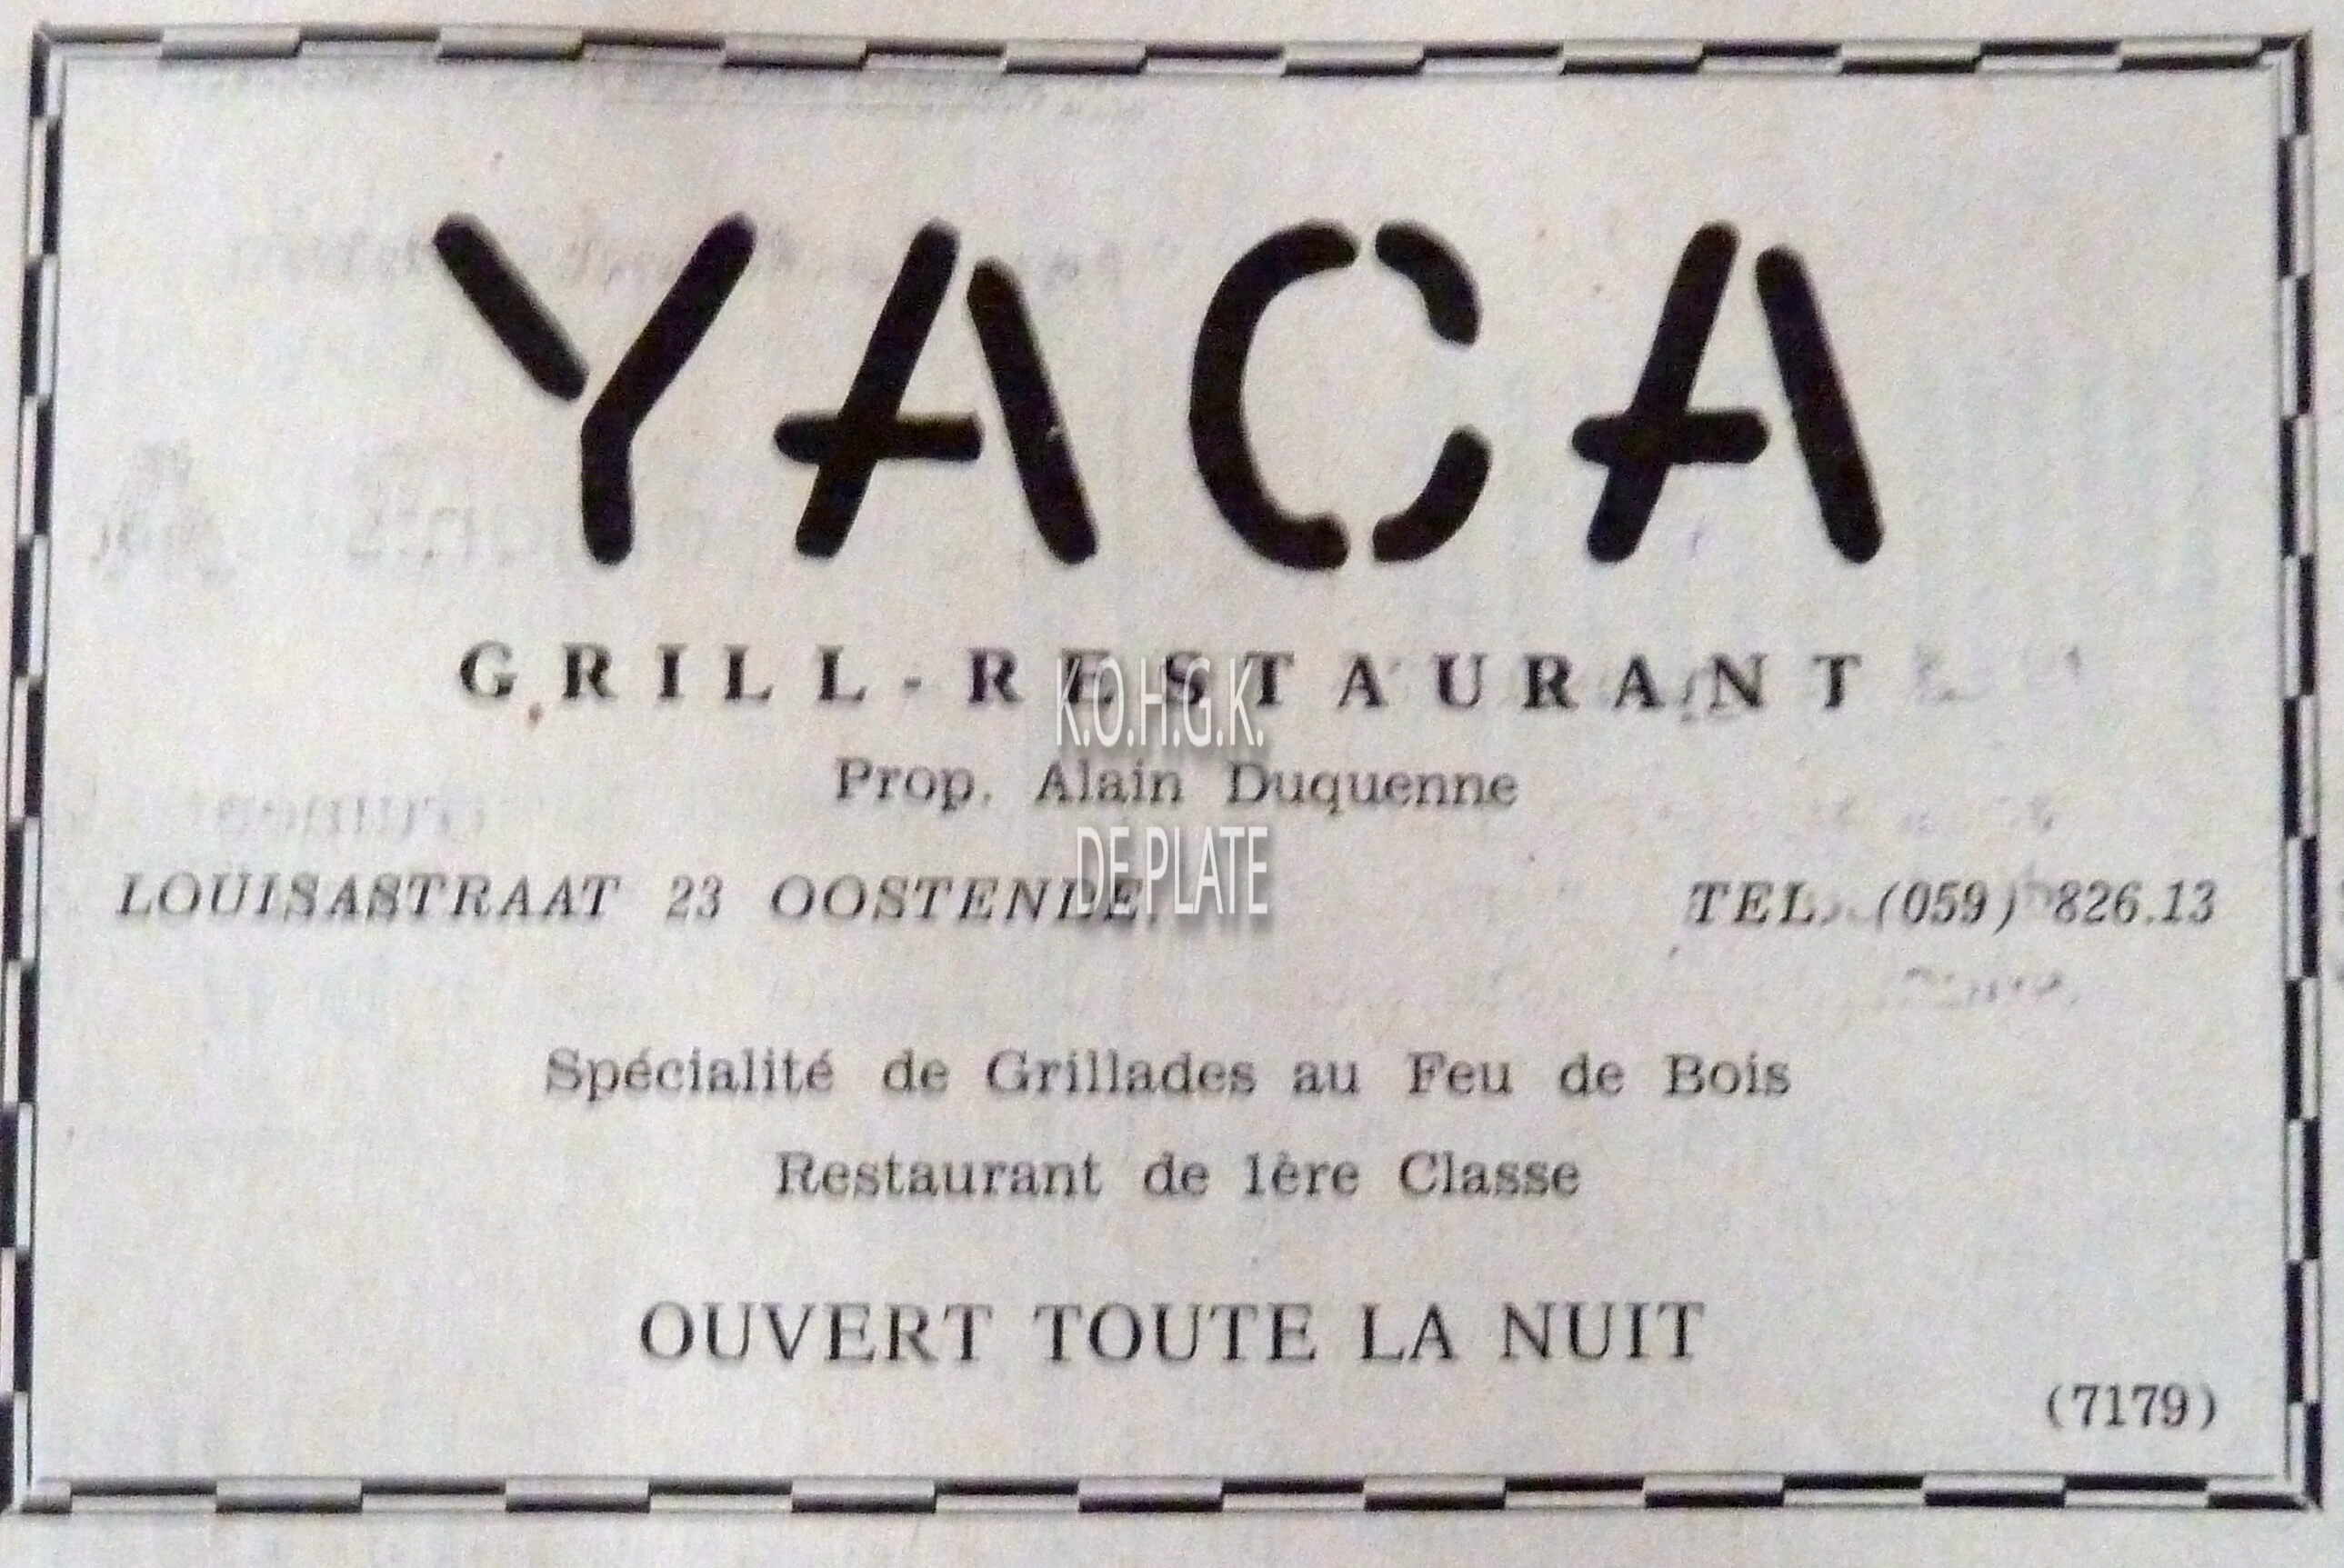 YACA
GRILL-RESTAURANT
K.O.H.G.K.
Prop. Alain Duquenne
DE PLATE
LOUISASTRAAT 23 OOSTENDE. TEL. (059) 826.13
Spécialité de Grillades au Feu de Bois
Restaurant de 1ère Classe
OUVERT TOUTE LA NUIT
(7179)